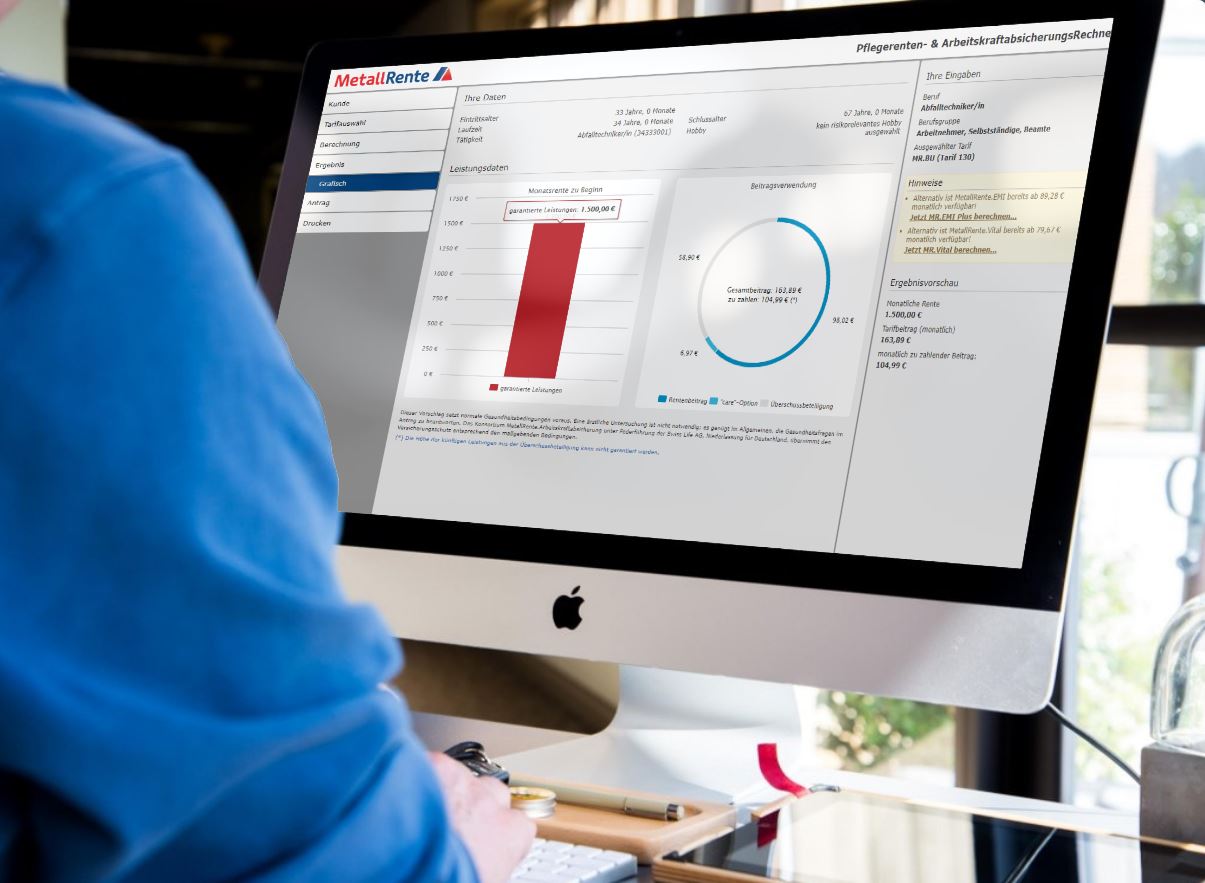 MetallRente
Pflegerenten- & ArbeitskraftabsicherungsRechne
Kunde
Tarifauswahl
Berechnung
Ergebnis
Grafisch
Antrag
Drucken
Ihre Daten
Eintrittsalter 33 Jahre, 0 Monate Schlussalter 67 Jahre, 0 Monate
Laufzeit 34 Jahre, 0 Monate Hobby kein risikorelevantes Hobby
ausgewählt
Tätigkeit Abfalltechniker/in (34333001)
Leistungsdaten
Monatsrente zu Beginn
garantierte Leistungen: 1.500,00 €
1750 €
1500 €
1250 €
1000 €
750 €
500 €
250 €
0 €
garantierte Leistungen
Beitragsverwendung
58,90 €
Gesamtbeitrag: 163,89 €
zu zahlen: 104,99 € (*)
98,02 €
6,97 €
Rentenbeitrag "care"-Option Überschussbeteiligung
Dieser Vorschlag setzt normale Gesundheitsbedingungen voraus. Eine ärztliche Untersuchung ist nicht notwendig; es genügt im Allgemeinen, die Gesundheitsfragen im
Antrag zu beantworten. Das Konsortium MetallRente.Arbeitskraftabsicherung unter Federführung der Swiss Life AG, Niederlassung für Deutschland, übernimmt den
Versicherungsschutz entsprechend den maßgebenden Bedingungen.
(*) Die Höhe der künftigen Leistungen aus der Überschussbeteiligung kann nicht garantiert werden.
Ihre Eingaben
Beruf
Abfalltechniker/in
Berufsgruppe
Arbeitnehmer, Selbstständige, Beamte
Ausgewählter Tarif
MR.BU (Tarif 130)
Hinweise
• Alternativ ist MetallRente.EMI bereits ab 89,28 €
monatlich verfügbar!
Jetzt MR.EMI Plus berechnen...
• Alternativ ist MetallRente.Vital bereits ab 79,67 €
monatlich verfügbar!
Jetzt MR.Vital berechnen...
Ergebnisvorschau
Monatliche Rente
1.500,00 €
Tarifbeitrag (monatlich)
163,89 €
monatlich zu zahlender Beitrag:
104,99 €